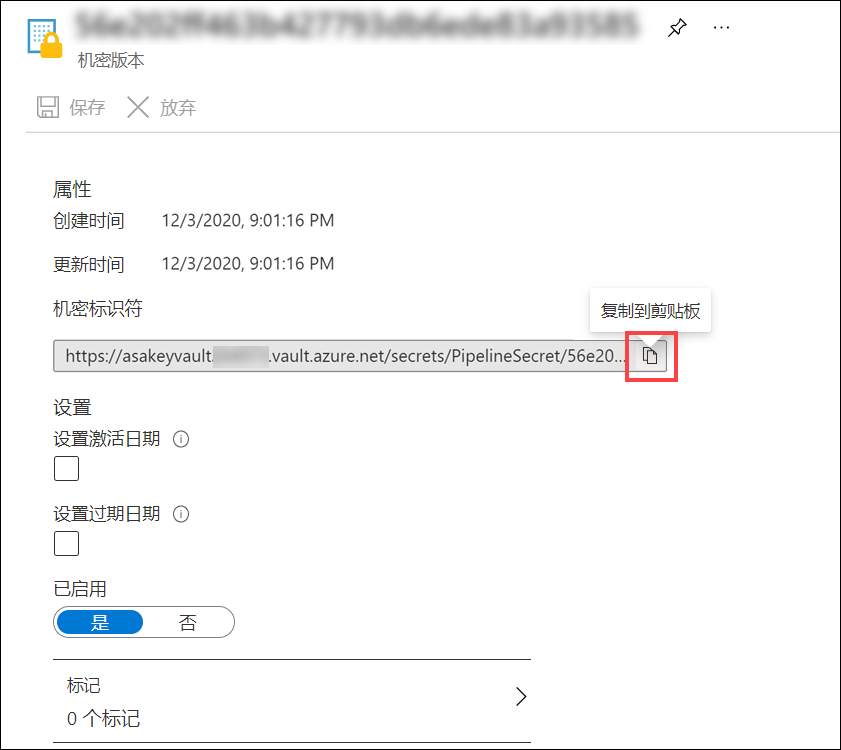 机密版本
保存 放弃
属性
创建时间 12/3/2020, 9:01:16 PM
更新时间 12/3/2020, 9:01:16 PM
机密标识符
复制到剪贴板
https://asakeyvault .vault.azure.net/secrets/PipelineSecret/56e20...
设置
设置激活日期
设置过期日期
已启用
是 否
标记
0 个标记